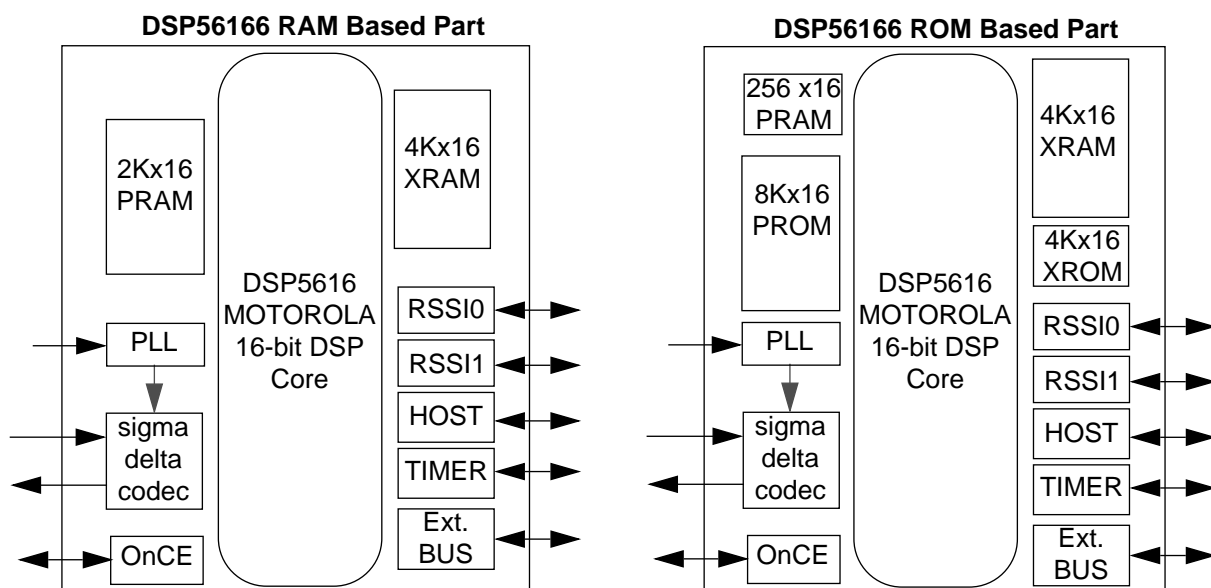 DSP56166 RAM Based Part
2Kx16
PRAM
4Kx16
XRAM
DSP5616
MOTOROLA
16-bit DSP
Core
PLL
sigma
delta
codec
OnCE
RSSI0
RSSI1
HOST
TIMER
Ext.
BUS
DSP56166 ROM Based Part
256 x16
PRAM
8Kx16
PROM
4Kx16
XRAM
4Kx16
XROM
DSP5616
MOTOROLA
16-bit DSP
Core
PLL
sigma
delta
codec
OnCE
RSSI0
RSSI1
HOST
TIMER
Ext.
BUS